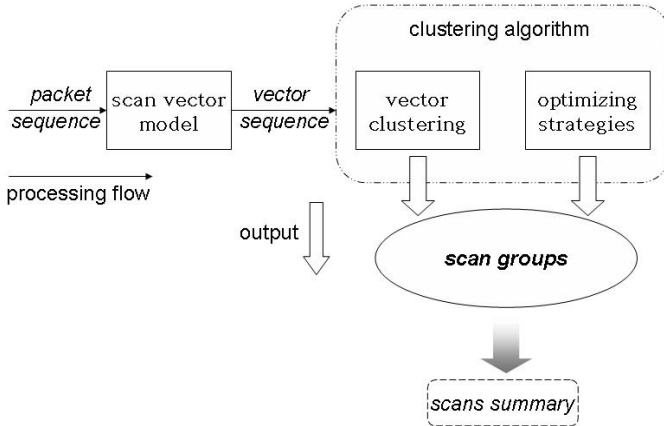 clustering algorithm
packet
sequence
scan vector
model
vector
sequence
vector
clustering
optimizing
strategies
processing flow
output
scan groups
scans summary